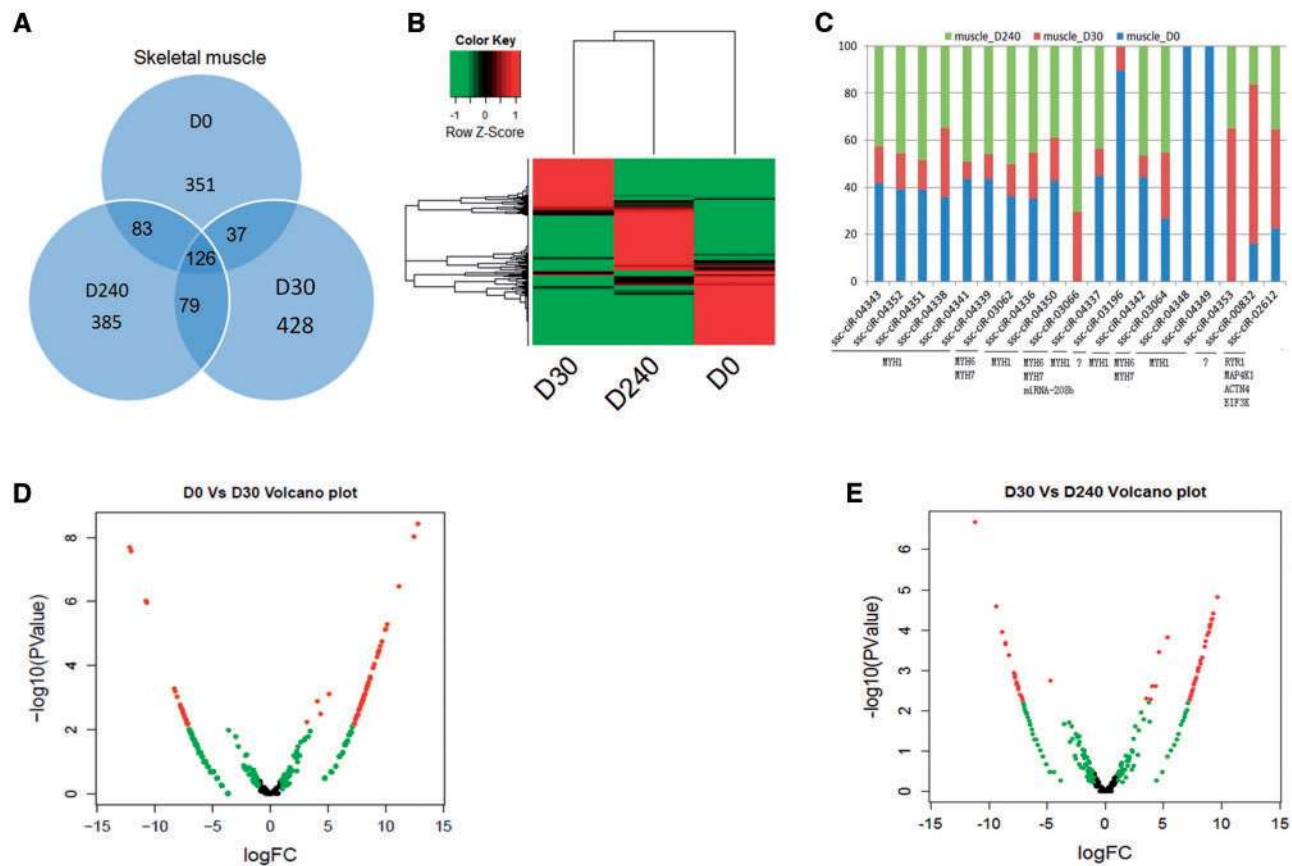 A
Skeletal muscle
D0
351
83
37
126
D240
385
79
D30
428
B
Color Key
-1 0 1
Row Z-Score
D30
D240
D0
C
muscle_D240 muscle_D30 muscle_D0
100
80
60
40
20
0
ssc-ciR-04343
ssc-ciR-04352
ssc-ciR-04351
ssc-ciR-04338
ssc-ciR-04341
ssc-ciR-04339
ssc-ciR-03062
ssc-ciR-04336
ssc-ciR-04350
ssc-ciR-03066
ssc-ciR-04337
ssc-ciR-03196
ssc-ciR-04342
ssc-ciR-03064
ssc-ciR-04348
ssc-ciR-04349
ssc-ciR-04353
ssc-ciR-00832
ssc-ciR-02612
MYH1 MYH6 MYH1 MYH6 MYH1 ? MYH1 MYH6 MYH1 ? RYR1
MYH7 MYH7 MYH7 MAP4K1
miRNA-208b ACTN4
EIF3K
D
D0 Vs D30 Volcano plot
-log10(PValue)
8
6
4
2
0
-15 -10 -5 0 5 10 15
logFC
E
D30 Vs D240 Volcano plot
-log10(PValue)
6
5
4
3
2
1
0
-15 -10 -5 0 5 10 15
logFC